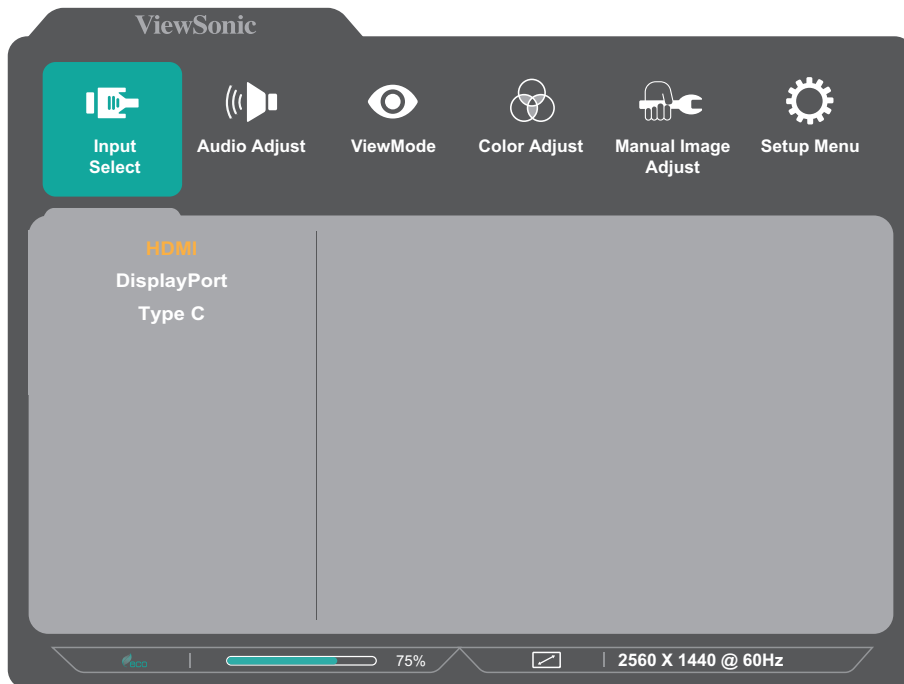 ViewSonic
Input
Select
Audio Adjust
ViewMode
Color Adjust
Manual Image
Adjust
Setup Menu
HDMI
DisplayPort
Type C
eco
75%
2560 X 1440 @ 60Hz